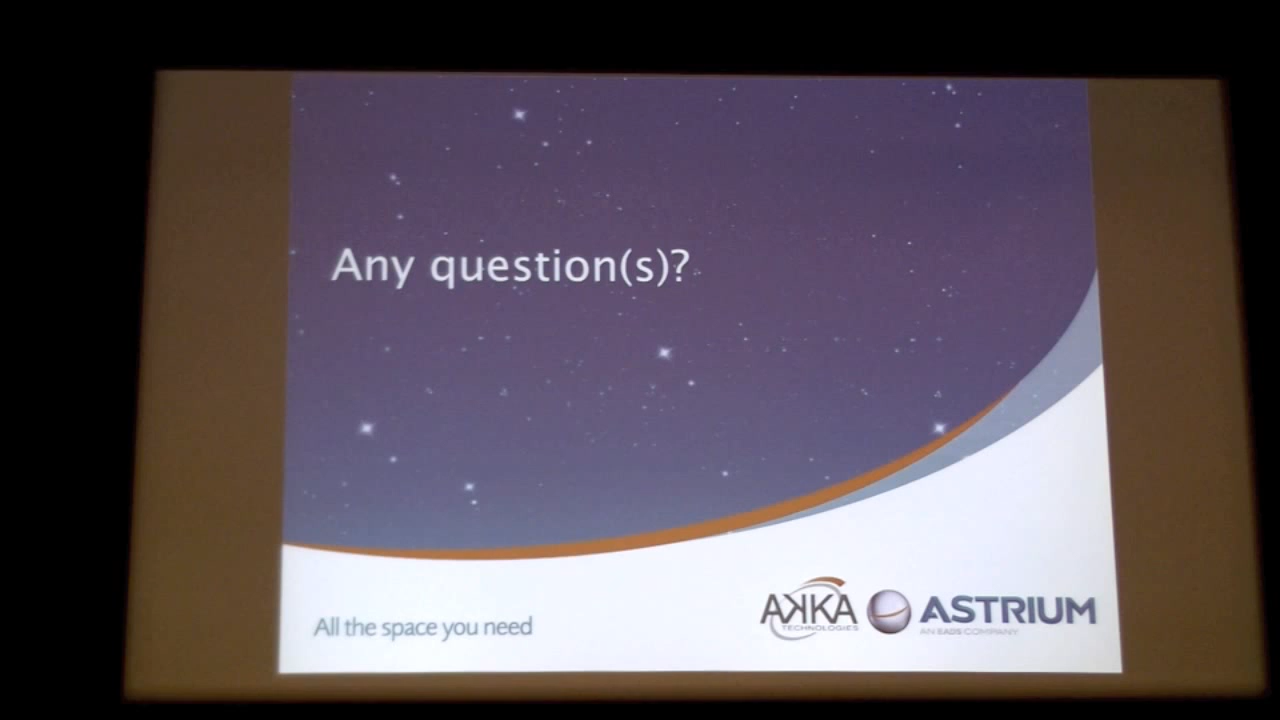 Any question(s)?
All the space you need
AKKA
TECHNOLOGIES
ASTRIUM
AN EADS COMPANY